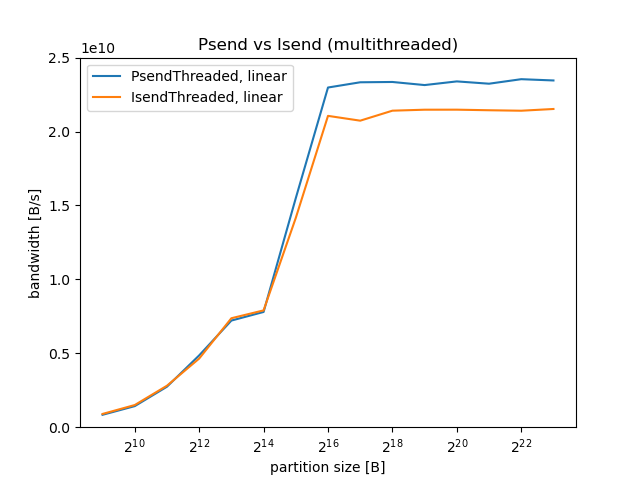 Psend vs Isend (multithreaded)
1e10
PsendThreaded, linear
IsendThreaded, linear
2.5
2.0
1.5
1.0
0.5
0.0
bandwidth [B/s]
2^10 2^12 2^14 2^16 2^18 2^20 2^22
partition size [B]